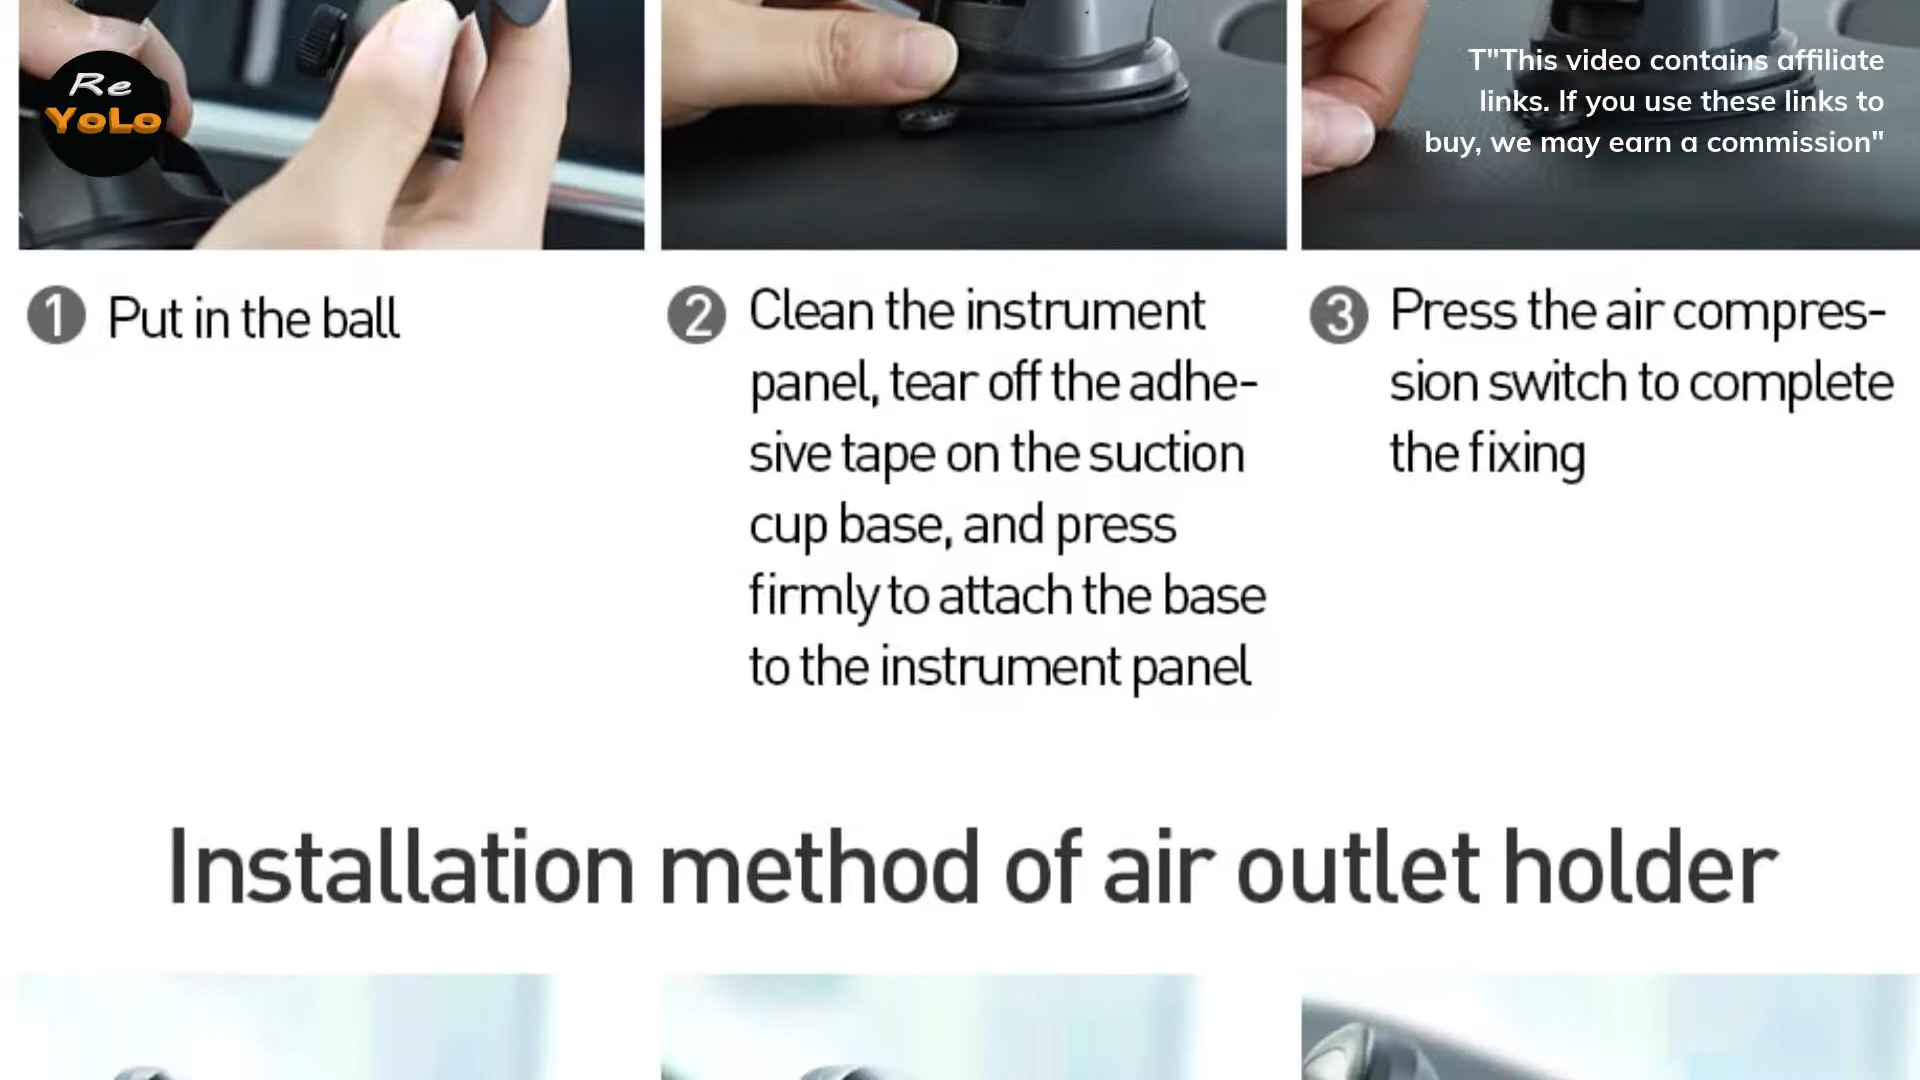 Re
YoLo
T"This video contains affiliate
links. If you use these links to
buy, we may earn a commission"
1 Put in the ball
2 Clean the instrument
panel, tear off the adhe-
sive tape on the suction
cup base, and press
firmly to attach the base
to the instrument panel
3 Press the air compres-
sion switch to complete
the fixing
Installation method of air outlet holder